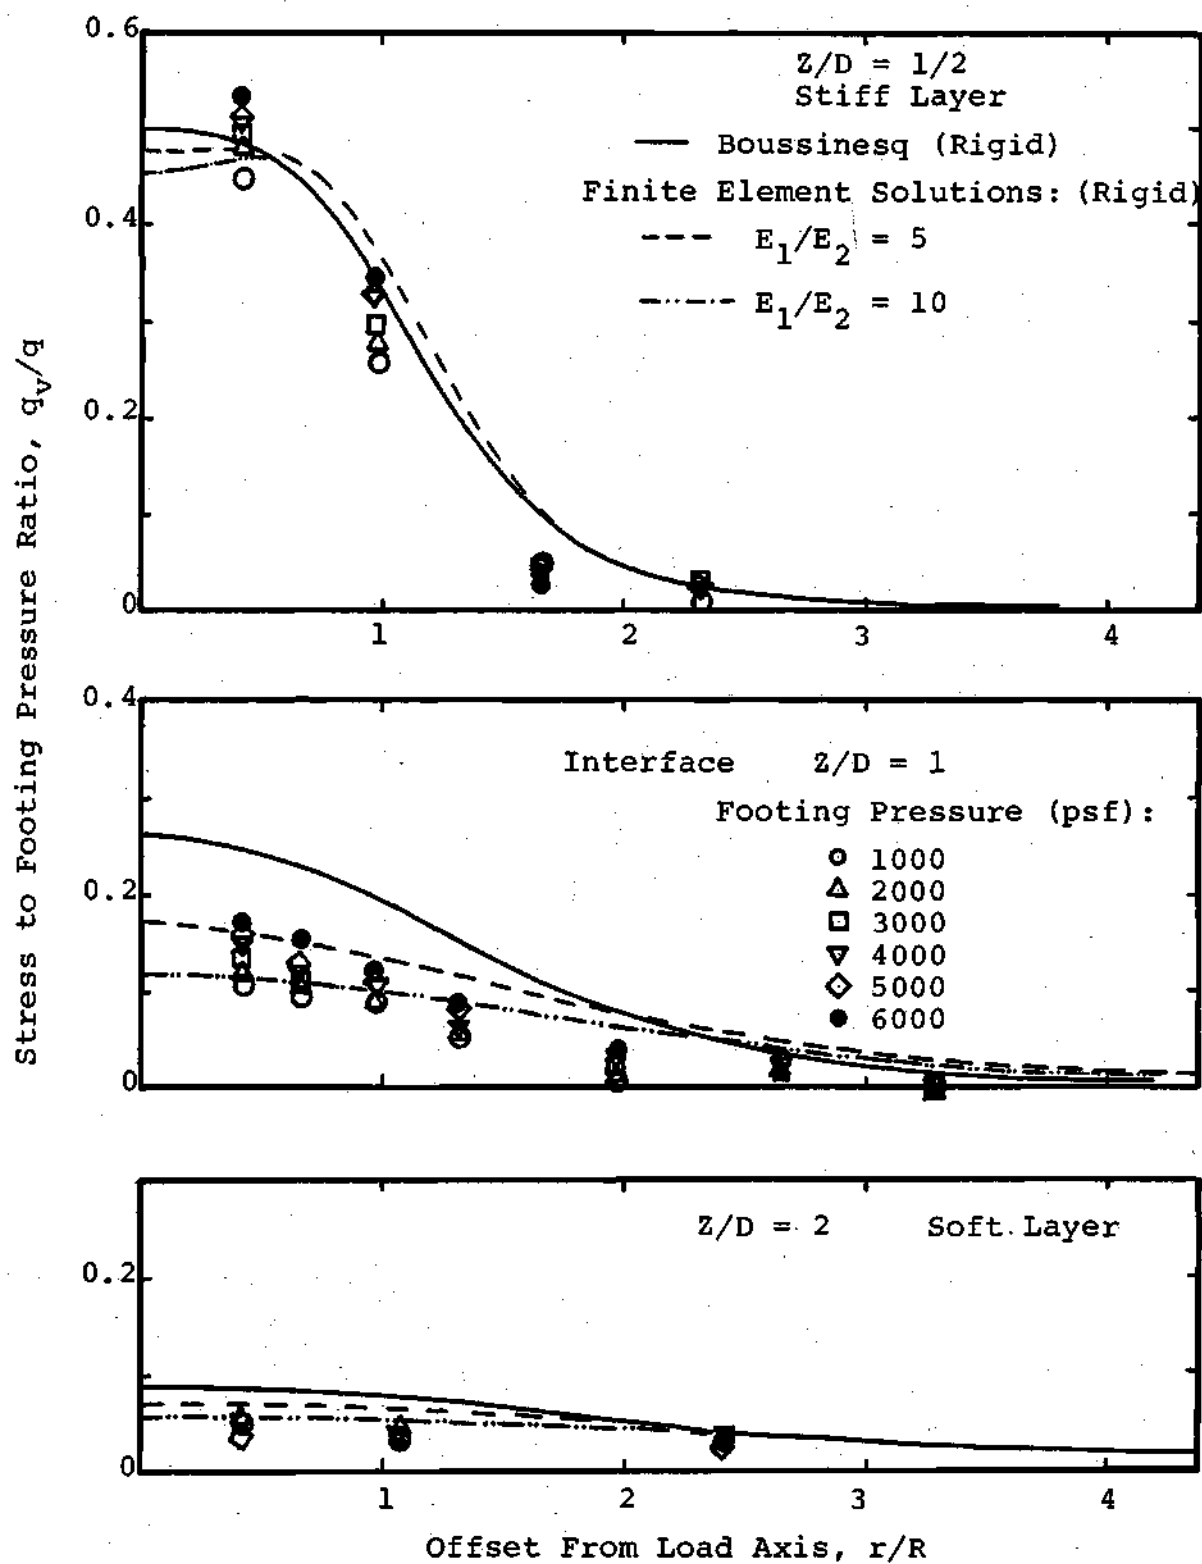 0.6
Z/D = 1/2
Stiff Layer
Boussinesq (Rigid)
Finite Element Solutions: (Rigid)
E1/E2 = 5
E1/E2 = 10
0.4
0.2
0
1 2 3 4
Stress to Footing Pressure Ratio, qv/q
0.4
Interface Z/D = 1
Footing Pressure (psf):
1000
2000
3000
4000
5000
6000
0.2
0
Z/D = 2 Soft Layer
0.2
0
1 2 3 4
Offset From Load Axis, r/R